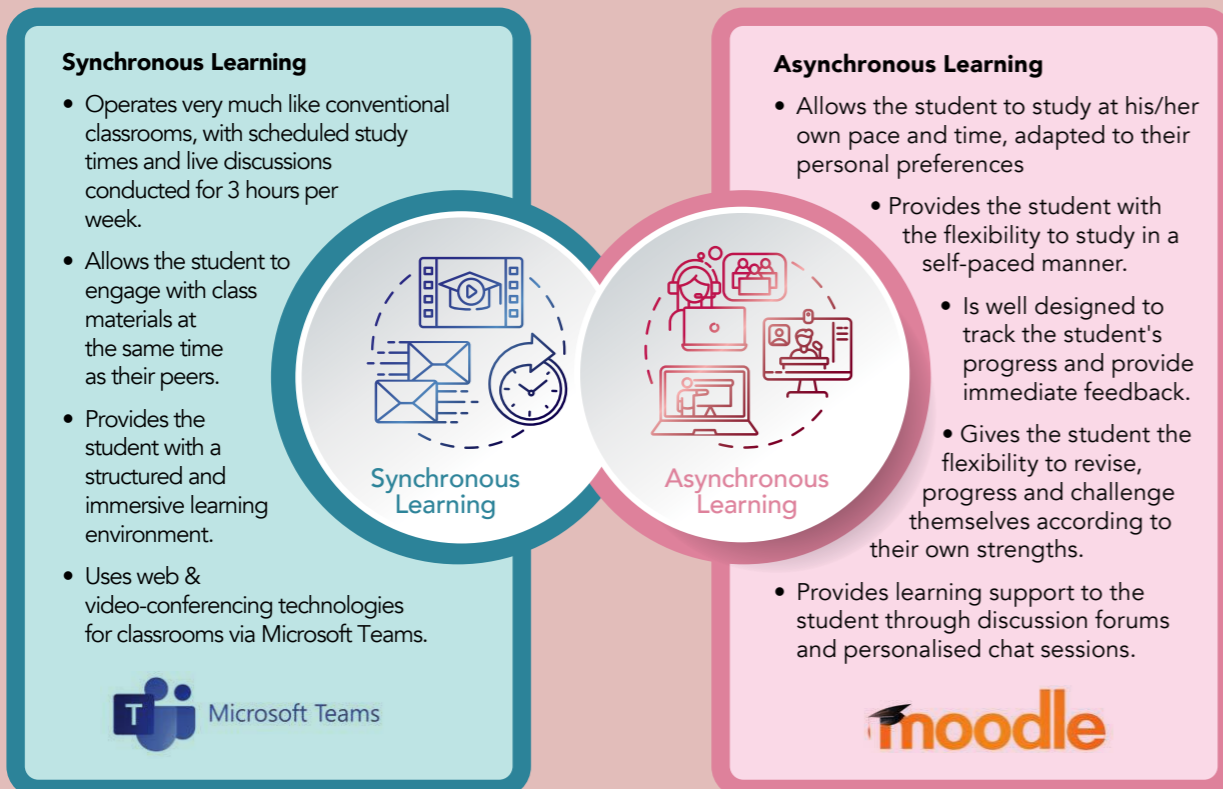 Synchronous Learning
• Operates very much like conventional
classrooms, with scheduled study
times and live discussions
conducted for 3 hours per
week.
• Allows the student to
engage with class
materials at
the same time
as their peers.
• Provides the
student with a
structured and
immersive learning
environment.
• Uses web &
video-conferencing technologies
for classrooms via Microsoft Teams.
T
Microsoft Teams
Synchronous
Learning
Asynchronous
Learning
Asynchronous Learning
• Allows the student to study at his/her
own pace and time, adapted to their
personal preferences
• Provides the student with
the flexibility to study in a
self-paced manner.
• Is well designed to
track the student's
progress and provide
immediate feedback.
• Gives the student the
flexibility to revise,
progress and challenge
themselves according to
their own strengths.
• Provides learning support to the
student through discussion forums
and personalised chat sessions.
moodle